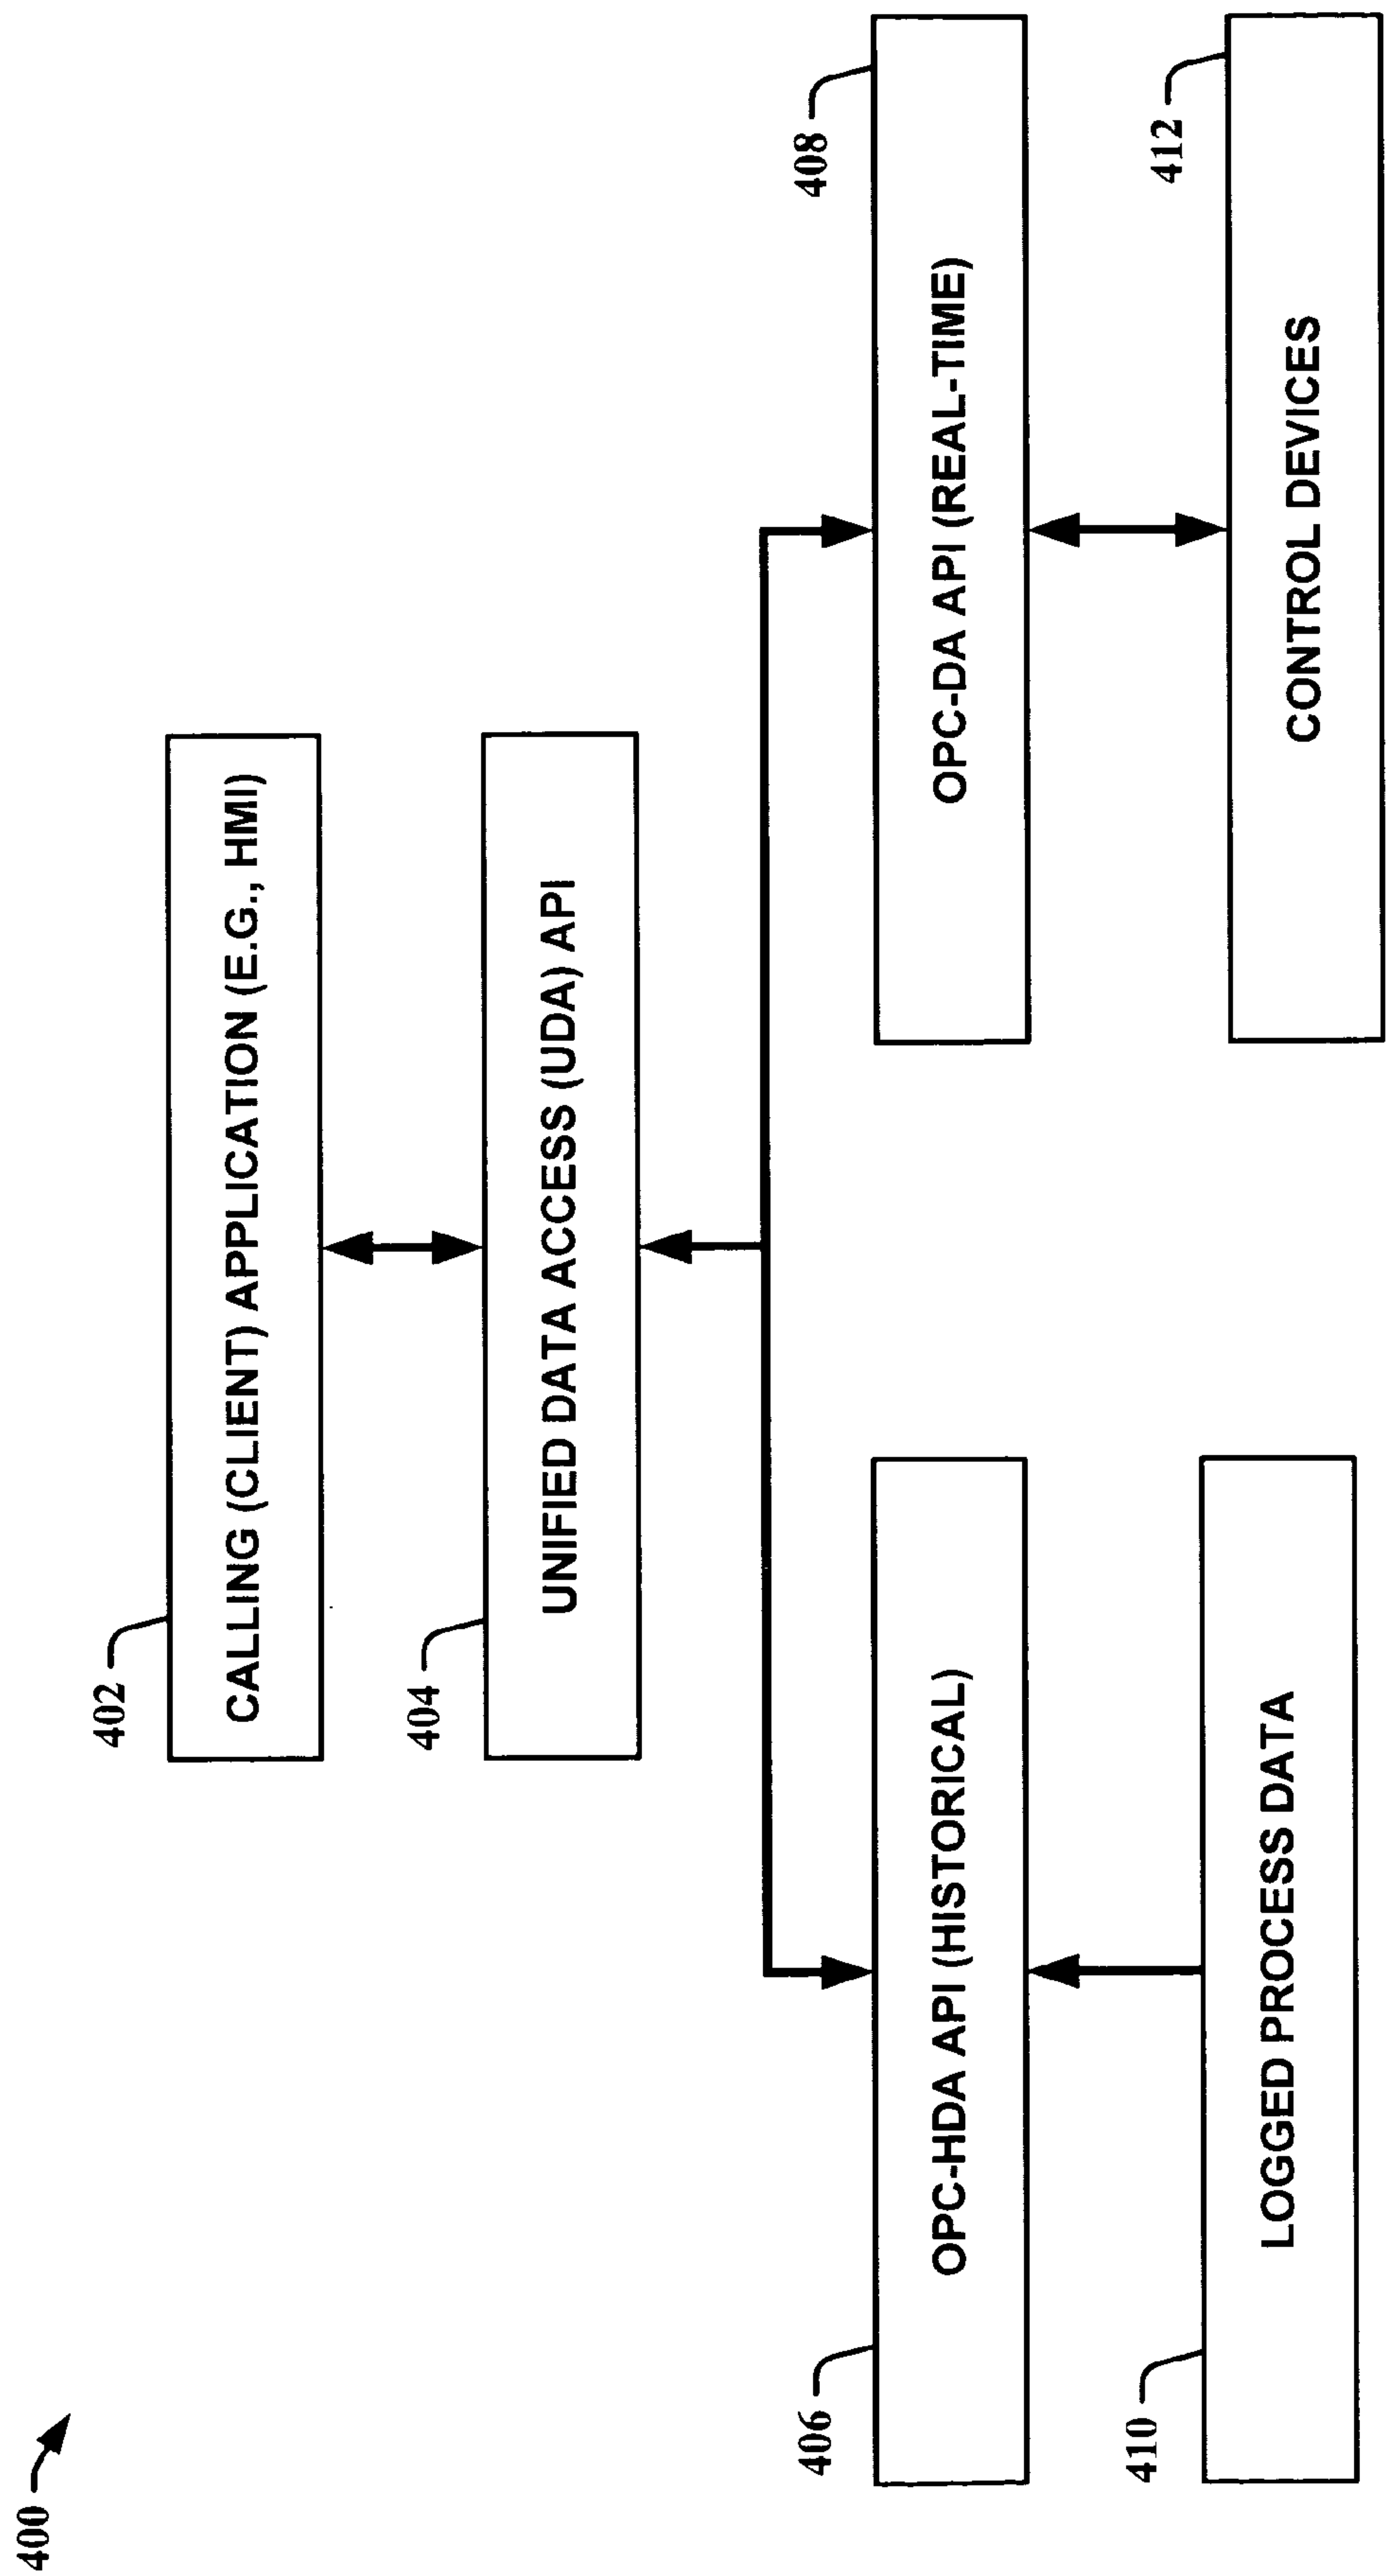 400
402
CALLING (CLIENT) APPLICATION (E.G., HMI)
404
UNIFIED DATA ACCESS (UDA) API
406
OPC-HDA API (HISTORICAL)
408
OPC-DA API (REAL-TIME)
410
LOGGED PROCESS DATA
412
CONTROL DEVICES